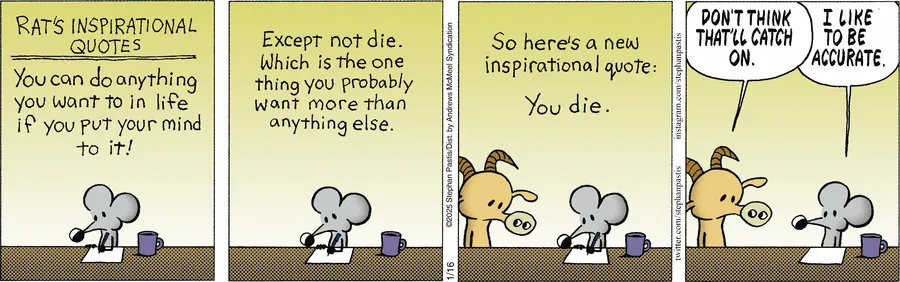 RAT'S INSPIRATIONAL
QUOTES
You can do anything
you want to in life
if you put your mind
to it!
Except not die.
Which is the one
thing you probably
want more than
anything else.
©2025 Stephan Pastis/Dist. by Andrews McMeel Syndication
1/16
So here's a new
inspirational quote:
You die.
twitter.com/stephanpastis
instagram.com/stephanpastis
DON'T THINK
THAT'LL CATCH
ON.
I LIKE
TO BE
ACCURATE.